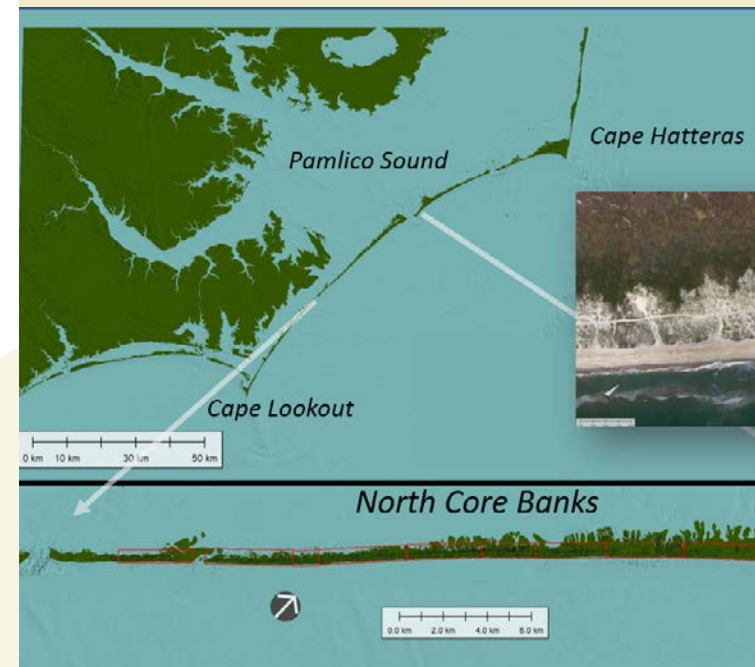 Pamlico Sound
Cape Hatteras
Cape Lookout
0 km 10 km 30 km 50 km
North Core Banks
0.0 km 2.0 km 4.0 km 6.0 km